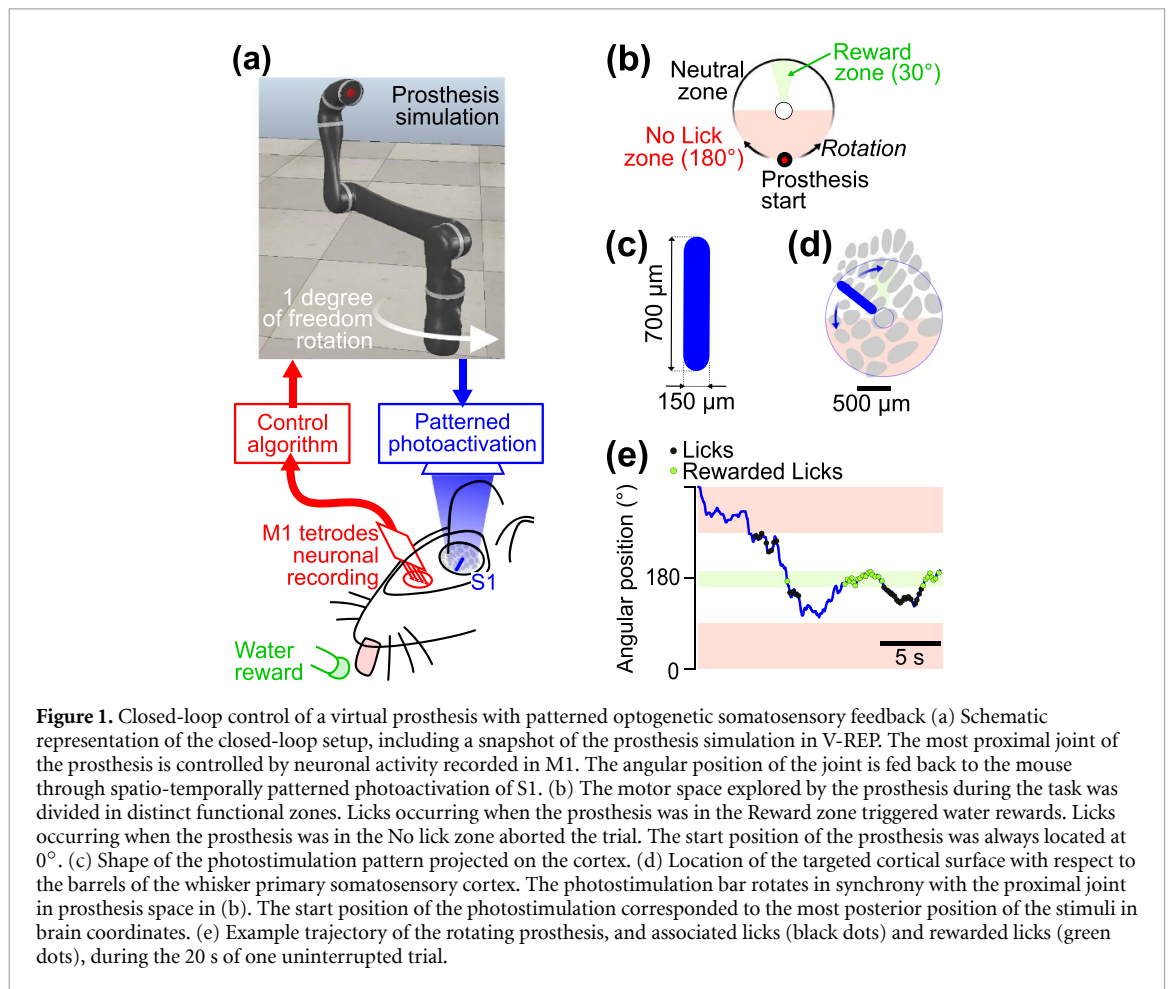 (a)
Prosthesis
simulation
1 degree
of freedom
rotation
Control
algorithm
Patterned
photoactivation
M1 tetrodes
neuronal
recording
S1
Water
reward
(b)
Neutral
zone
Reward
zone (30°)
No Lick
zone (180°)
Rotation
Prosthesis
start
(c)
700 µm
150 µm
(d)
500 µm
(e)
Licks
Rewarded Licks
Angular position (°)
180
0
5 s
Figure 1. Closed-loop control of a virtual prosthesis with patterned optogenetic somatosensory feedback (a) Schematic
representation of the closed-loop setup, including a snapshot of the prosthesis simulation in V-REP. The most proximal joint of
the prosthesis is controlled by neuronal activity recorded in M1. The angular position of the joint is fed back to the mouse
through spatio-temporally patterned photoactivation of S1. (b) The motor space explored by the prosthesis during the task was
divided in distinct functional zones. Licks occurring when the prosthesis was in the Reward zone triggered water rewards. Licks
occurring when the prosthesis was in the No lick zone aborted the trial. The start position of the prosthesis was always located at
0°. (c) Shape of the photostimulation pattern projected on the cortex. (d) Location of the targeted cortical surface with respect to
the barrels of the whisker primary somatosensory cortex. The photostimulation bar rotates in synchrony with the proximal joint
in prosthesis space in (b). The start position of the photostimulation corresponded to the most posterior position of the stimuli in
brain coordinates. (e) Example trajectory of the rotating prosthesis, and associated licks (black dots) and rewarded licks (green
dots), during the 20 s of one uninterrupted trial.